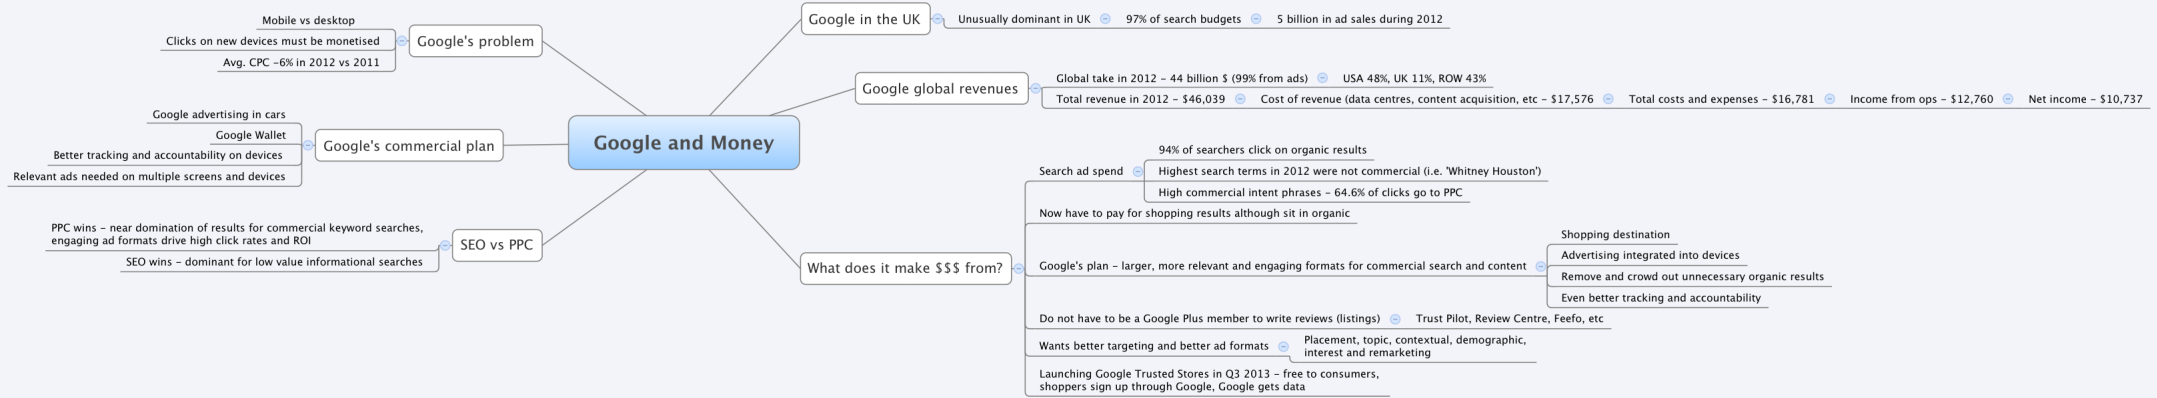 Google and Money
Google in the UK
Unusually dominant in UK
97% of search budgets
5 billion in ad sales during 2012
Google global revenues
Global take in 2012 - 44 billion $ (99% from ads)
USA 48%, UK 11%, ROW 43%
Total revenue in 2012 - $46,039
Cost of revenue (data centres, content acquisition, etc - $17,576
Total costs and expenses - $16,781
Income from ops - $12,760
Net income - $10,737
What does it make $$$ from?
Search ad spend
94% of searchers click on organic results
Highest search terms in 2012 were not commercial (i.e. 'Whitney Houston')
High commercial intent phrases - 64.6% of clicks go to PPC
Now have to pay for shopping results although sit in organic
Google's plan - larger, more relevant and engaging formats for commercial search and content
Shopping destination
Advertising integrated into devices
Remove and crowd out unnecessary organic results
Even better tracking and accountability
Do not have to be a Google Plus member to write reviews (listings)
Trust Pilot, Review Centre, Feefo, etc
Wants better targeting and better ad formats
Placement, topic, contextual, demographic,
interest and remarketing
Launching Google Trusted Stores in Q3 2013 - free to consumers,
shoppers sign up through Google, Google gets data
Google's problem
Mobile vs desktop
Clicks on new devices must be monetised
Avg. CPC -6% in 2012 vs 2011
Google's commercial plan
Google advertising in cars
Google Wallet
Better tracking and accountability on devices
Relevant ads needed on multiple screens and devices
SEO vs PPC
PPC wins - near domination of results for commercial keyword searches,
engaging ad formats drive high click rates and ROI
SEO wins - dominant for low value informational searches